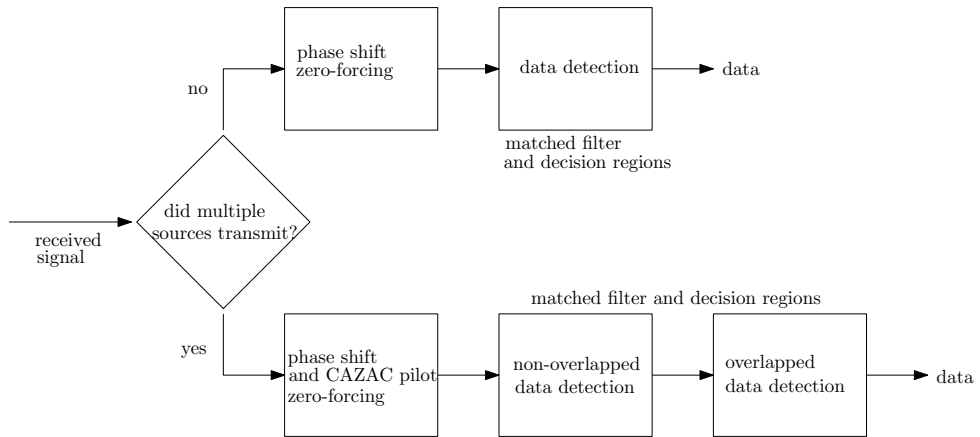 phase shift
zero-forcing
data detection
data
no
matched filter
and decision regions
did multiple
sources transmit?
received
signal
matched filter and decision regions
yes
phase shift
and CAZAC pilot
zero-forcing
non-overlapped
data detection
overlapped
data detection
data